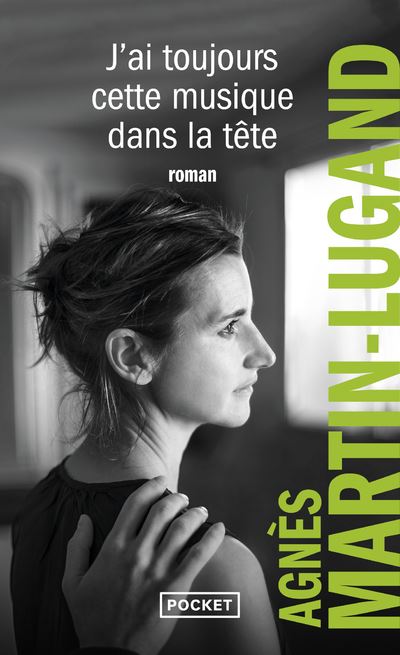 J'ai toujours
cette musique
dans la tête
roman
AGNÈS
MARTIN-LUGAND
POCKET